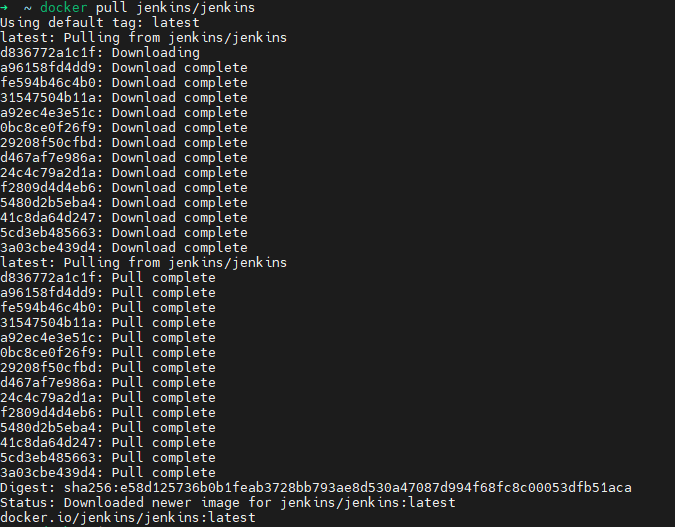 ➜  ~ docker pull jenkins/jenkins
Using default tag: latest
latest: Pulling from jenkins/jenkins
d836772a1c1f: Downloading
a96158fd4dd9: Download complete
fe594b46c4b0: Download complete
31547504b11a: Download complete
a92ec4e3e51c: Download complete
0bc8ce0f26f9: Download complete
29208f50cfbd: Download complete
d467af7e986a: Download complete
24c4c79a2d1a: Download complete
f2809d4d4eb6: Download complete
5480d2b5eba4: Download complete
41c8da64d247: Download complete
5cd3eb485663: Download complete
3a03cbe439d4: Download complete
latest: Pulling from jenkins/jenkins
d836772a1c1f: Pull complete
a96158fd4dd9: Pull complete
fe594b46c4b0: Pull complete
31547504b11a: Pull complete
a92ec4e3e51c: Pull complete
0bc8ce0f26f9: Pull complete
29208f50cfbd: Pull complete
d467af7e986a: Pull complete
24c4c79a2d1a: Pull complete
f2809d4d4eb6: Pull complete
5480d2b5eba4: Pull complete
41c8da64d247: Pull complete
5cd3eb485663: Pull complete
3a03cbe439d4: Pull complete
Digest: sha256:e58d125736b0b1feab3728bb793ae8d530a47087d994f68fc8c00053dfb51aca
Status: Downloaded newer image for jenkins/jenkins:latest
docker.io/jenkins/jenkins:latest